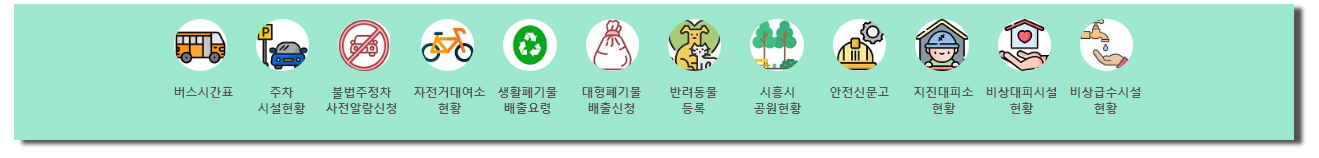 P
버스시간표
주차
시설현황
불법주정차
사전알람신청
자전거대여소
현황
생활폐기물
배출요령
대형폐기물
배출신청
반려동물
등록
시흥시
공원현황
안전신문고
지진대피소
현황
비상대피시설
현황
비상급수시설
현황